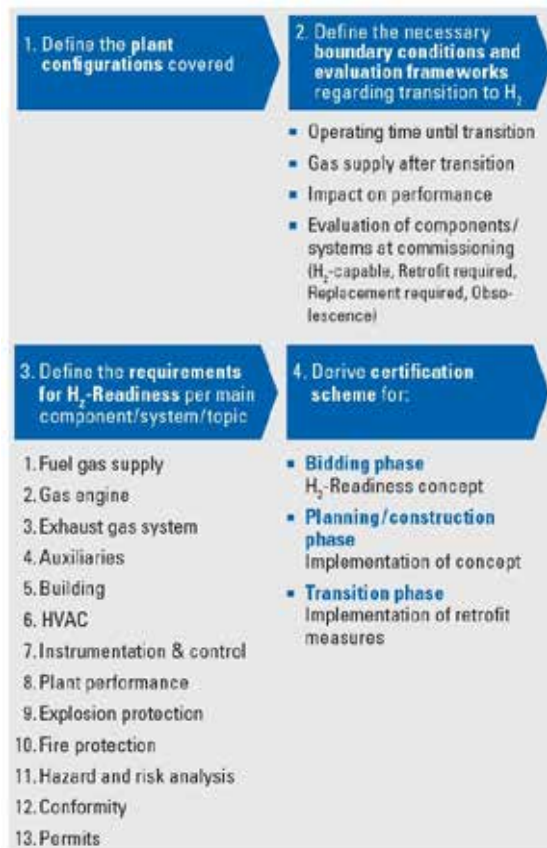 1. Define the plant
configurations covered
2. Define the necessary
boundary conditions and
evaluation frameworks
regarding transition to H₂
▪ Operating time until transition
▪ Gas supply after transition
▪ Impact on performance
▪ Evaluation of components/
systems at commissioning
(H₂-capable, Retrofit required,
Replacement required, Obso-
lescence)
3. Define the requirements
for H₂-Readiness per main
component/system/topic
1. Fuel gas supply
2. Gas engine
3. Exhaust gas system
4. Auxiliaries
5. Building
6. HVAC
7. Instrumentation & control
8. Plant performance
9. Explosion protection
10. Fire protection
11. Hazard and risk analysis
12. Conformity
13. Permits
4. Derive certification
scheme for:
▪ Bidding phase
H₂-Readiness concept
▪ Planning/construction
phase
Implementation of concept
▪ Transition phase
Implementation of retrofit
measures